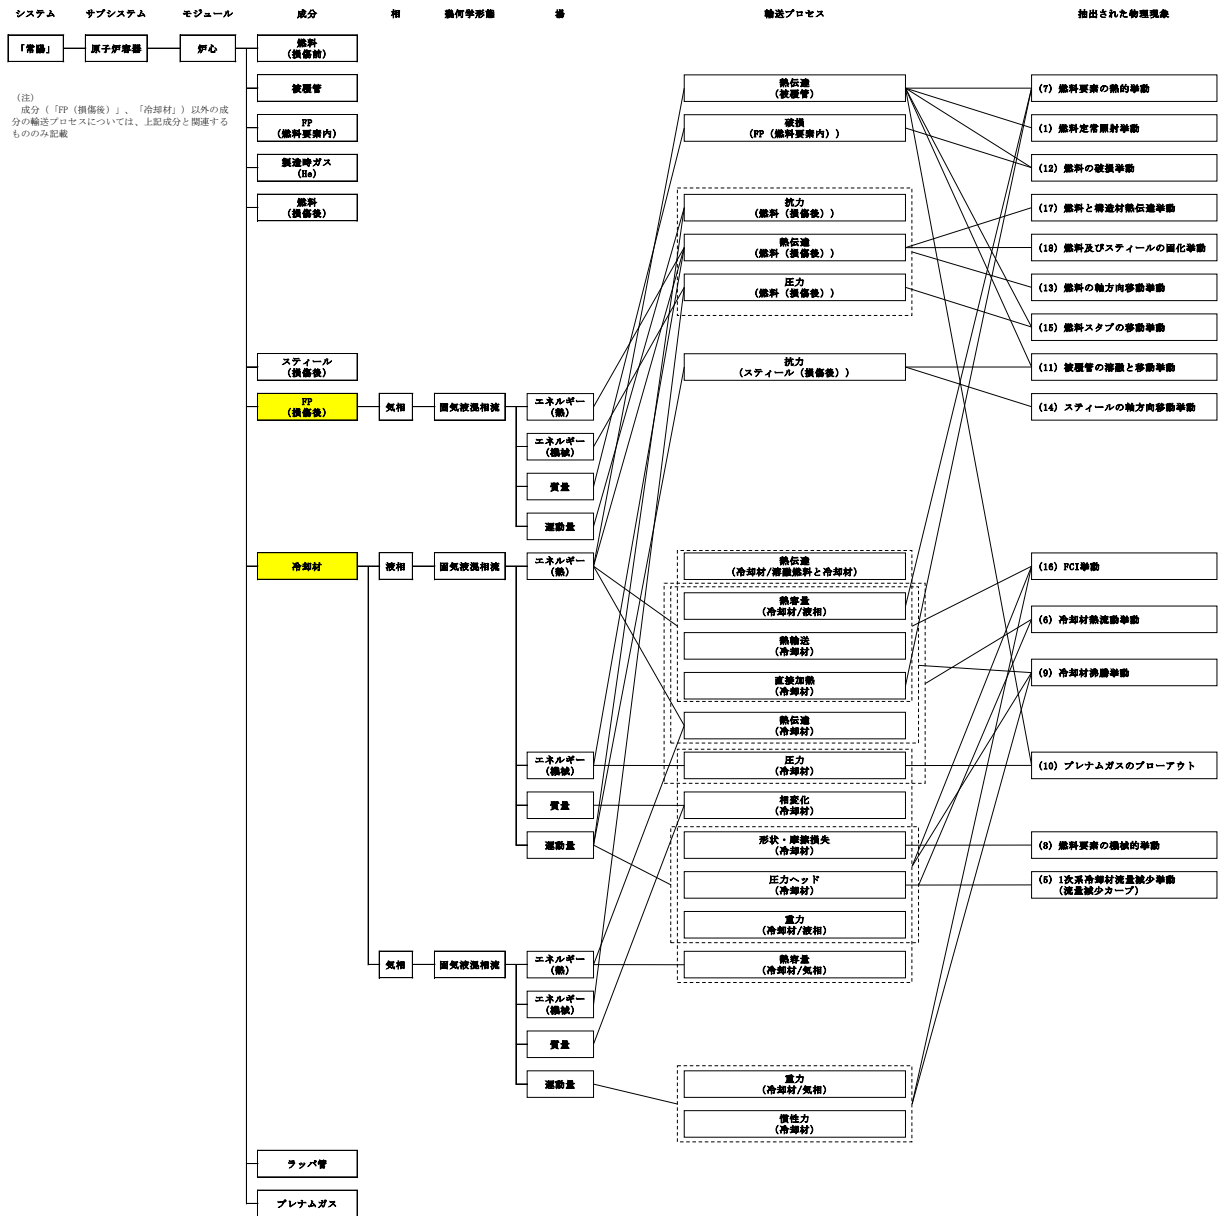 システム
サブシステム
モジュール
成分
相
幾何学形態
場
輸送プロセス
抽出された物理現象
「常陽」
原子炉容器
炉心
燃料
(損傷前)
被覆管
FP
(燃料要素内)
製造時ガス
(He)
燃料
(損傷後)
(注)
成分(「FP(損傷後)」、「冷却材」)以外の成
分の輸送プロセスについては、上記成分と関連する
もののみ記載
スティール
(損傷後)
FP
(損傷後)
気相
固気液混相流
エネルギー
(熱)
エネルギー
(機械)
質量
運動量
冷却材
液相
固気液混相流
エネルギー
(熱)
エネルギー
(機械)
質量
運動量
気相
固気液混相流
エネルギー
(熱)
エネルギー
(機械)
質量
運動量
ラッパ管
プレナムガス
熱伝達
(被覆管)
破損
(FP(燃料要素内))
抗力
(燃料(損傷後))
熱伝達
(燃料(損傷後))
圧力
(燃料(損傷後))
抗力
(スティール(損傷後))
熱伝達
(冷却材/溶融燃料と冷却材)
熱容量
(冷却材/液相)
熱輸送
(冷却材)
直接加熱
(冷却材)
熱伝達
(冷却材)
圧力
(冷却材)
相変化
(冷却材)
形状・摩擦損失
(冷却材)
圧力ヘッド
(冷却材)
重力
(冷却材/液相)
熱容量
(冷却材/気相)
重力
(冷却材/気相)
慣性力
(冷却材)
(7) 燃料要素の熱的挙動
(1) 燃料定常照射挙動
(12) 燃料の破損挙動
(17) 燃料と構造材熱伝達挙動
(18) 燃料及びスティールの固化挙動
(13) 燃料の軸方向移動挙動
(15) 燃料スタブの移動挙動
(11) 被覆管の溶融と移動挙動
(14) スティールの軸方向移動挙動
(16) FCI挙動
(6) 冷却材熱流動挙動
(9) 冷却材沸騰挙動
(10) プレナムガスのブローアウト
(8) 燃料要素の機械的挙動
(5) 1次系冷却材流量減少挙動
(流量減少カーブ)